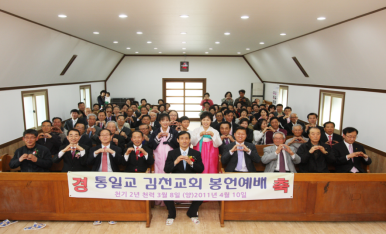 경 통일교 김천교회 봉헌예배 축
천기 2년 천력 3월 8일 (양)2011년 4월 10일